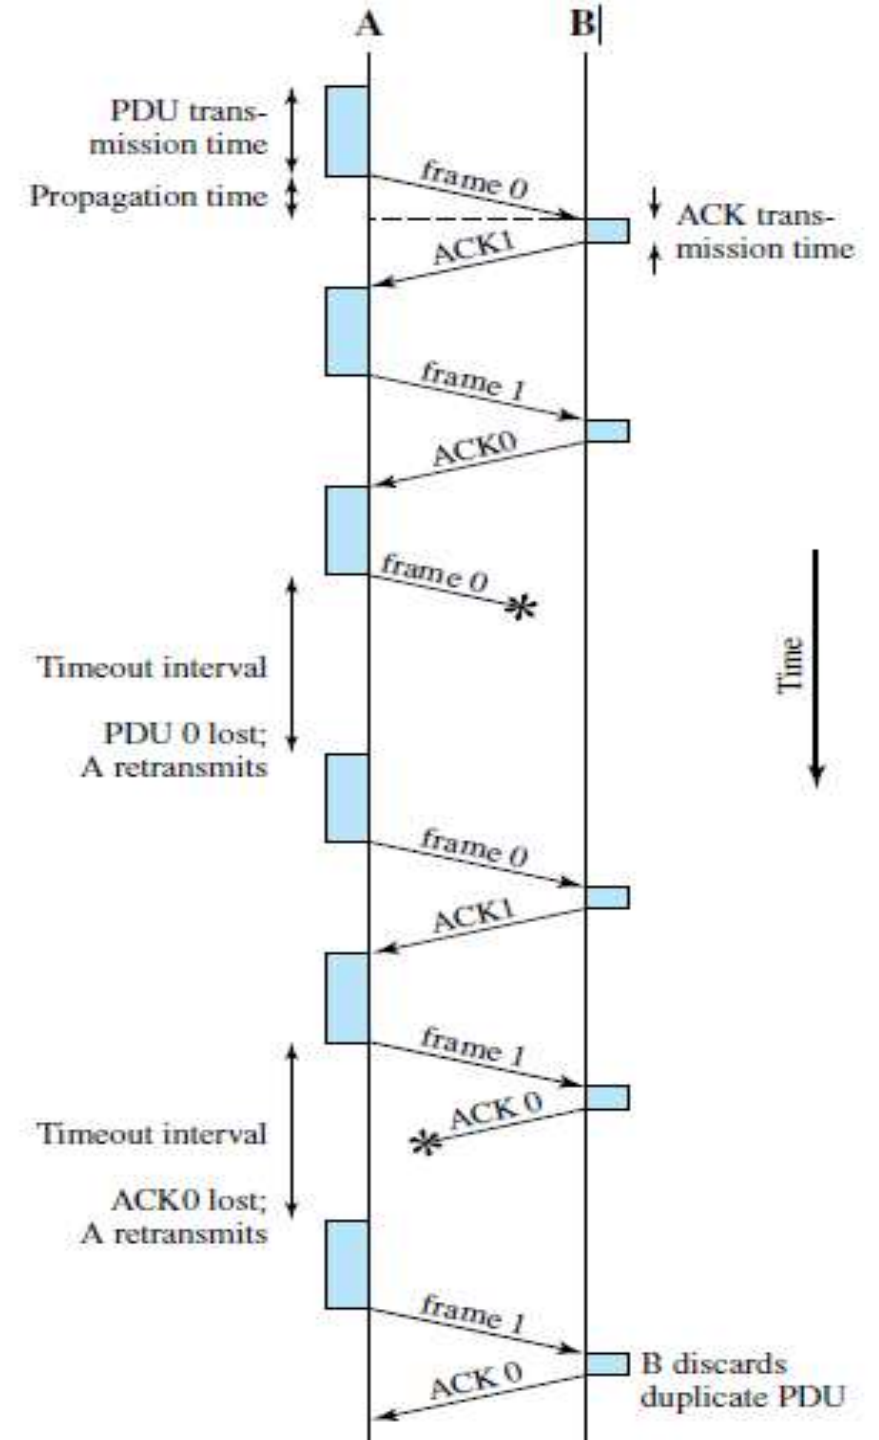 A
B
PDU trans-
mission time
frame 0
Propagation time
ACK trans-
mission time
ACK1
frame 1
ACK0
frame 0
Timeout interval
Time
PDU 0 lost;
A retransmits
frame 0
ACK1
frame 1
ACK 0
Timeout interval
ACK0 lost;
A retransmits
frame 1
B discards
duplicate PDU
ACK 0